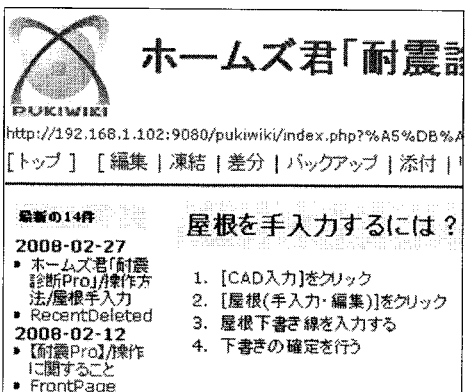 PUKIWIKI
ホームズ君「耐震診
http://192.168.1.102:9080/pukiwiki/index.php?%A5%DB%A
[トップ] [編集 | 凍結 | 差分 | バックアップ | 添付 |
最新の14件
2008-02-27
ホームズ君「耐震
診断Pro」/操作方
法/屋根手入力
RecentDeleted
2008-02-12
【耐震Pro】/操作
に関すること
FrontPage
屋根を手入力するには?
1. [CAD入力]をクリック
2. [屋根(手入力・編集)]をクリック
3. 屋根下書き線を入力する
4. 下書きの確定を行う